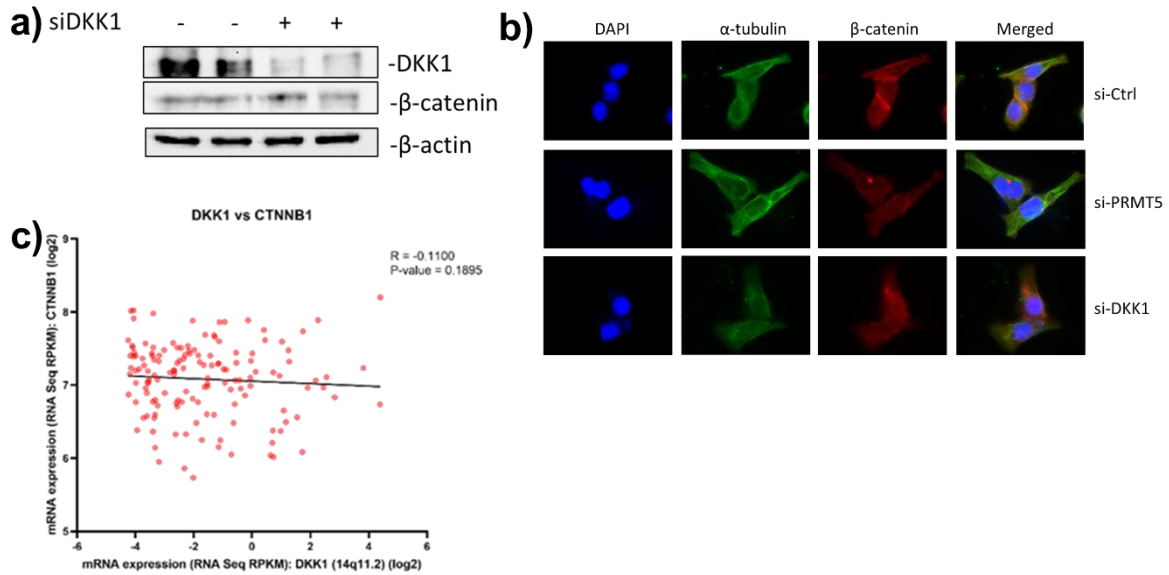 a) siDKK1 - - + +
-DKK1
-β-catenin
-β-actin
b)
DAPI α-tubulin β-catenin Merged
si-Ctrl
si-PRMT5
si-DKK1
c)
DKK1 vs CTNNB1
R = -0.1100
P-value = 0.1895
mRNA expression (RNA Seq RPKM): CTNNB1 (log2)
9
8
7
6
5
-6 -4 -2 0 2 4 6
mRNA expression (RNA Seq RPKM): DKK1 (14q11.2) (log2)